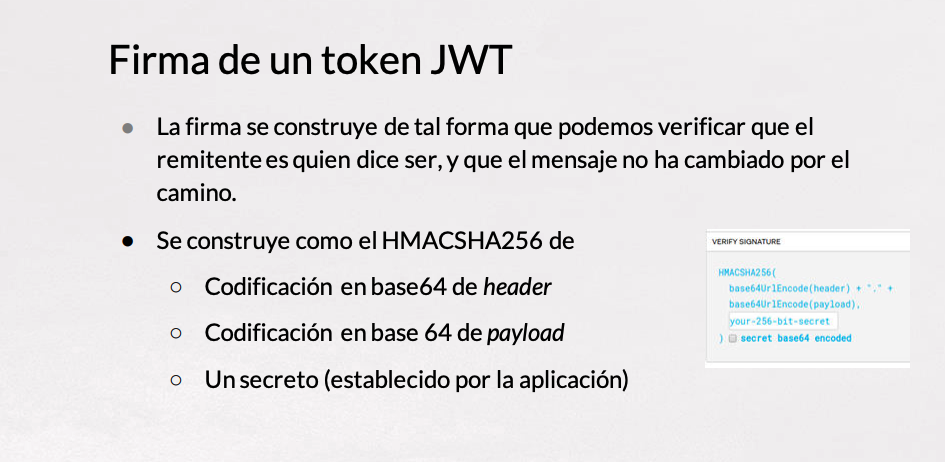 Firma de un token JWT
● La firma se construye de tal forma que podemos verificar que el
remitente es quien dice ser, y que el mensaje no ha cambiado por el
camino.
● Se construye como el HMACSHA256 de
○ Codificación en base64 de header
○ Codificación en base 64 de payload
○ Un secreto (establecido por la aplicación)
VERIFY SIGNATURE
HMACSHA256(
base64UrlEncode(header) + "." +
base64UrlEncode(payload),
your-256-bit-secret
) secret base64 encoded